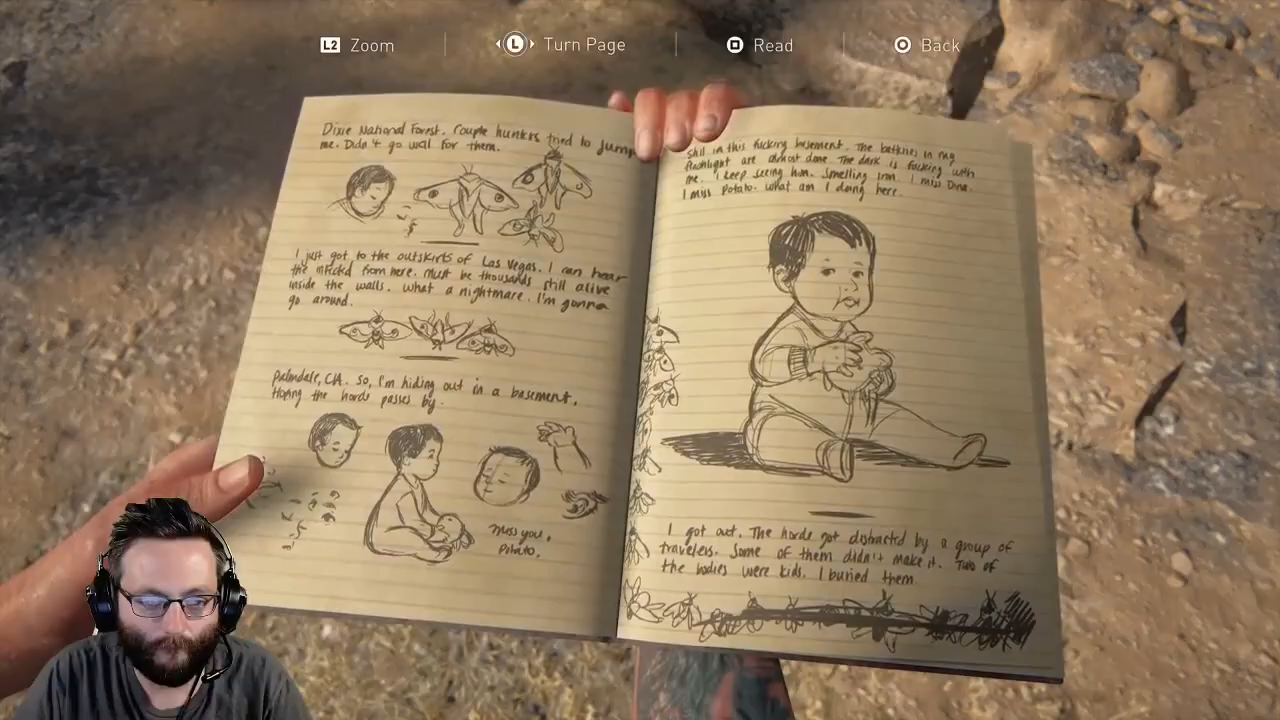 L2 Zoom
L Turn Page
Read
Back
Dixie National Forest. Couple hunters tried to jump
me. Didn't go well for them.
I just got to the outskirts of Las Vegas. I can hear
the infected from here. Must be thousands still alive
inside the walls. What a nightmare. I'm gonna
go around.
Palmdale, CA. So, I'm hiding out in a basement.
Hoping the horde passes by.
Miss you,
Potato.
Still in this fucking basement. The batteries in my
flashlight are almost done. The dark is fucking with
me. I keep seeing him. Smelling iron. I miss Dina.
I miss Potato. What am I doing here.
I got out. The horde got distracted by a group of
travelers. Some of them didn't make it. Two of
the bodies were kids. I buried them